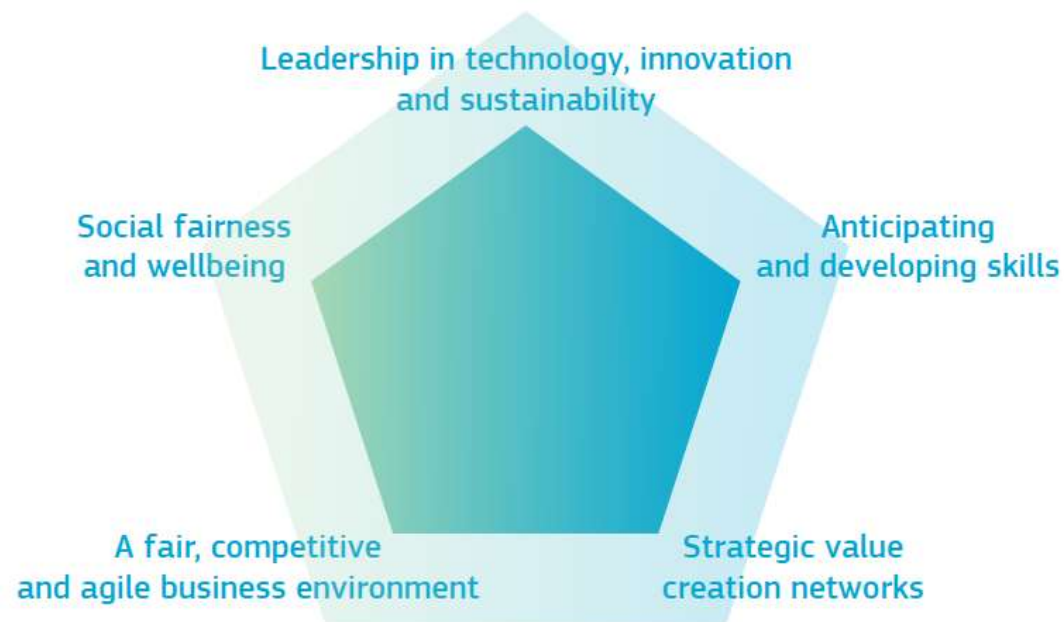 Leadership in technology, innovation
and sustainability
Social fairness
and wellbeing
Anticipating
and developing skills
A fair, competitive
and agile business environment
Strategic value
creation networks